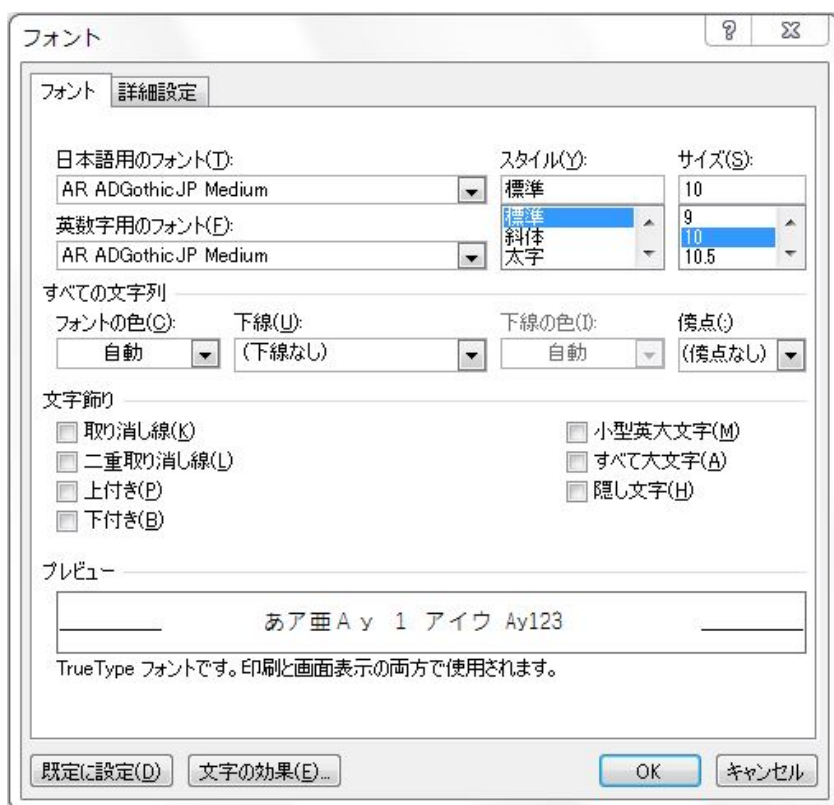 フォント
フォント 詳細設定
日本語用のフォント(T): スタイル(Y): サイズ(S):
AR ADGothicJP Medium 標準 10
標準 9
英数字用のフォント(F): 斜体 10
AR ADGothicJP Medium 太字 10.5
すべての文字列
フォントの色(C): 下線(U): 下線の色(I): 傍点(:)
自動 (下線なし) 自動 (傍点なし)
文字飾り
取り消し線(K) 小型英大文字(M)
二重取り消し線(L) すべて大文字(A)
上付き(P) 隠し文字(H)
下付き(B)
プレビュー
あア亜Ay 1 アイウ Ay123
TrueType フォントです。印刷と画面表示の両方で使用されます。
既定に設定(D) 文字の効果(E)... OK キャンセル